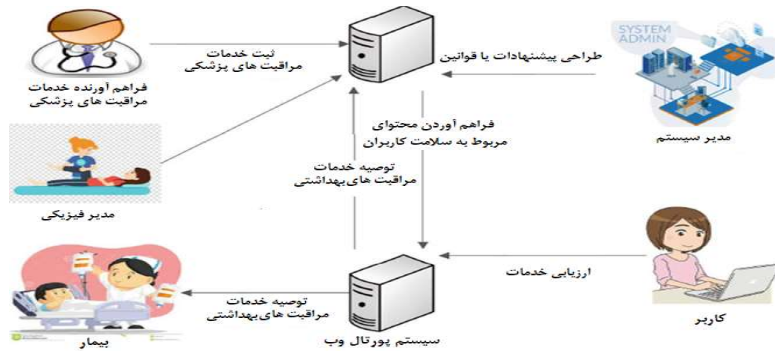 SYSTEM
ADMIN
ثبت خدمات
مراقبت های پزشکی
طراحی پیشنهادات یا قوانین
فراهم آورنده خدمات
مراقبت های پزشکی
مدیر سیستم
فراهم آوردن محتوای
مربوط به سلامت کاربران
توصیه خدمات
مراقبت های بهداشتی
مدیر فیزیکی
ارزیابی خدمات
توصیه خدمات
مراقبت های بهداشتی
کاربر
بیمار
سیستم پورتال وب